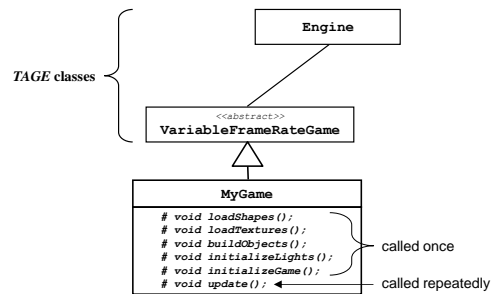 Engine
TAGE classes
<<abstract>>
VariableFrameRateGame
MyGame
# void loadShapes();
# void loadTextures();
# void buildObjects();
# void initializeLights();
# void initializeGame();
# void update();
called once
called repeatedly